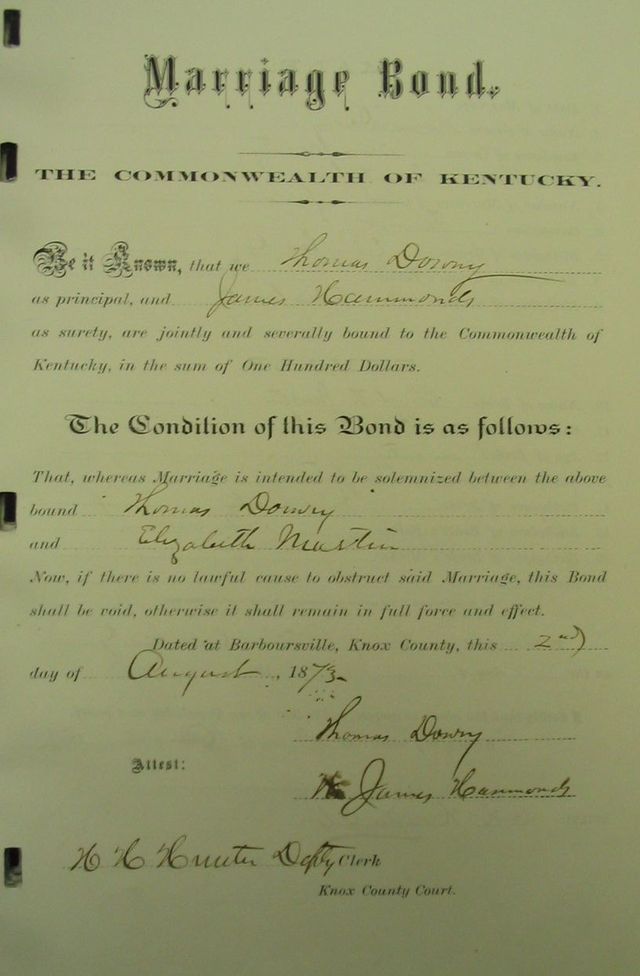 Marriage Bond.
THE COMMONWEALTH OF KENTUCKY.
Be it Known, that we Thomas Dowry
as principal, and James Hammonds
as surety, are jointly and severally bound to the Commonwealth of
Kentucky, in the sum of One Hundred Dollars.
The Condition of this Bond is as follows:
That, whereas Marriage is intended to be solemnized between the above
bound Thomas Dowry
and Elizabeth Martin
Now, if there is no lawful cause to obstruct said Marriage, this Bond
shall be void, otherwise it shall remain in full force and effect.
Dated at Barboursville, Knox County, this 2nd
day of August, 1873
Thomas Dowry
Attest:
James Hammonds
H H Hunter Depty Clerk
Knox County Court.